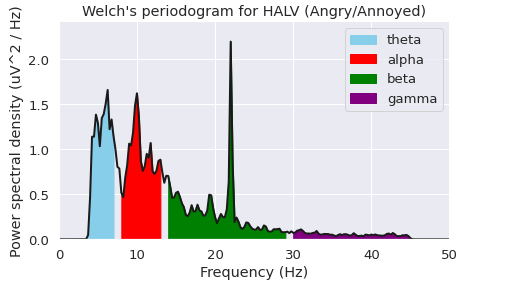 Welch's periodogram for HALV (Angry/Annoyed)
Power spectral density (uV^2 / Hz)
2.0
1.5
1.0
0.5
0.0
theta
alpha
beta
gamma
0 10 20 30 40 50
Frequency (Hz)